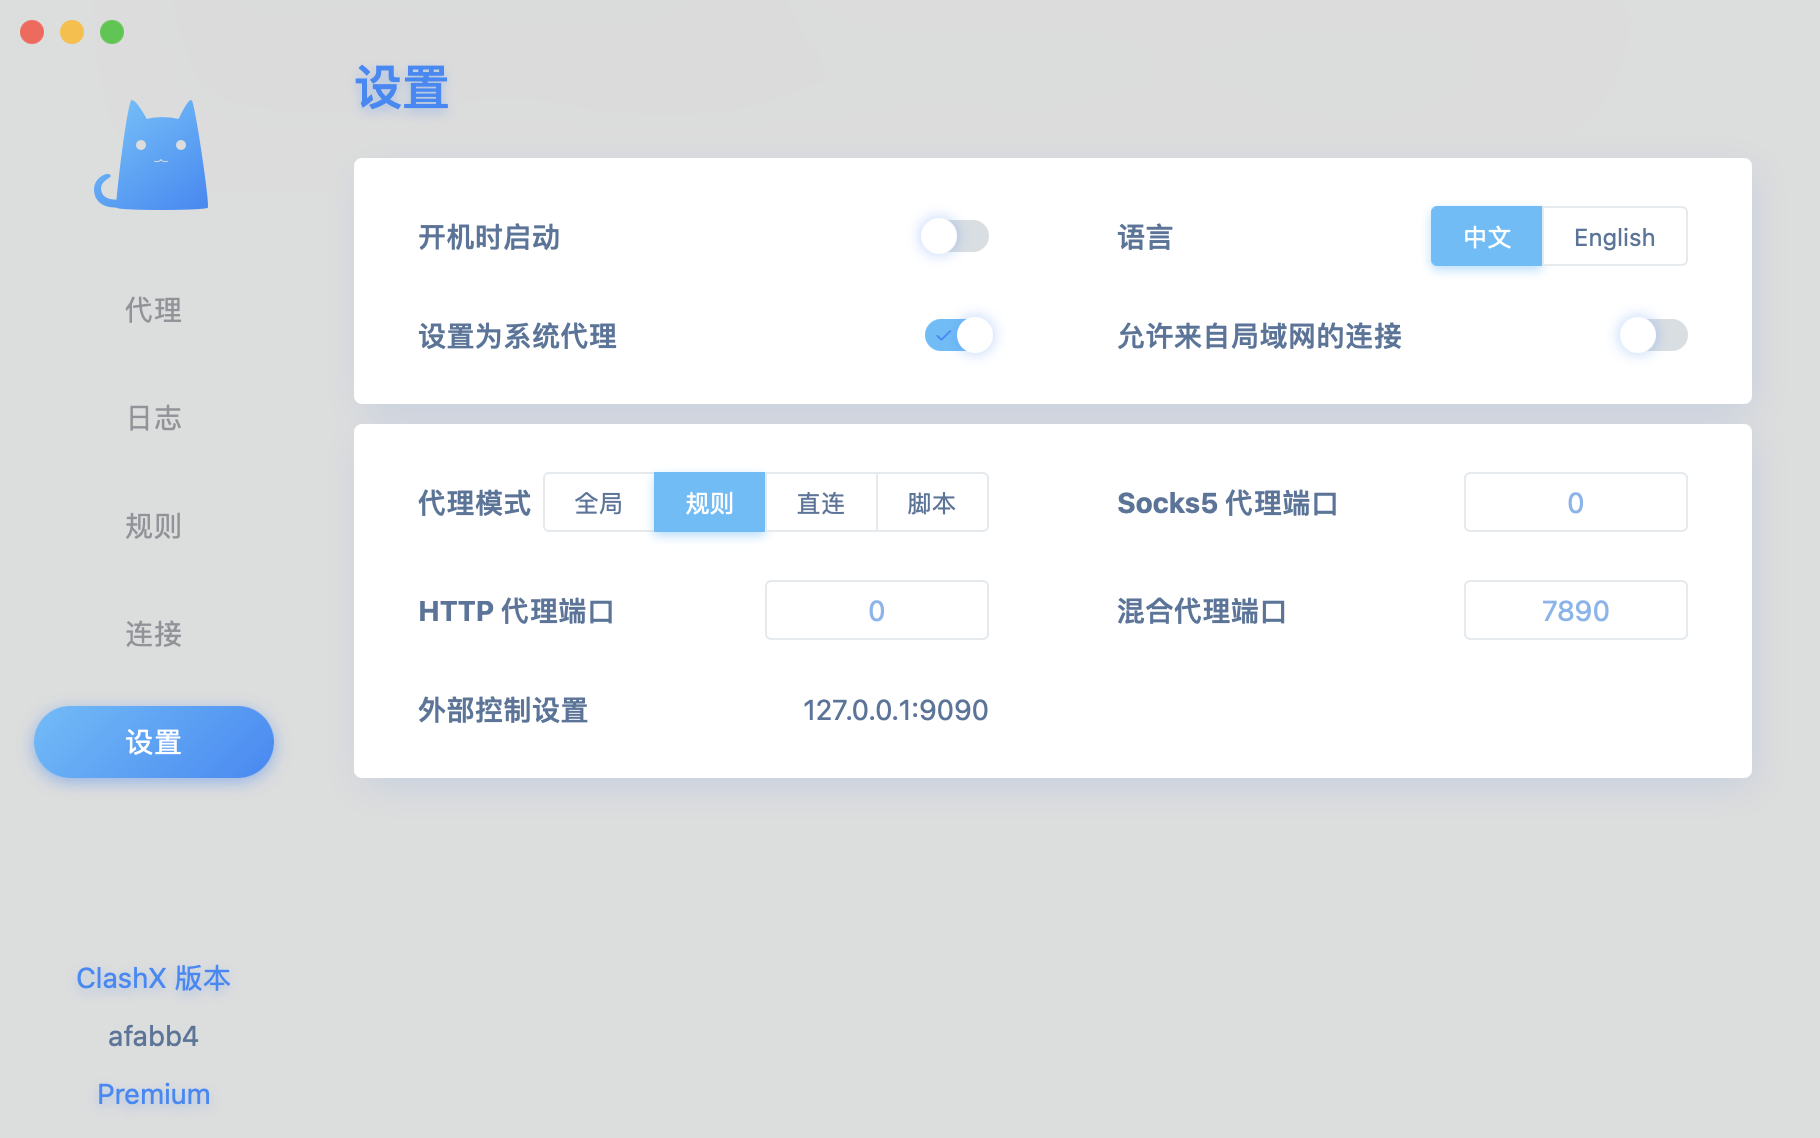 设置
代理
日志
规则
连接
设置
ClashX 版本
afabb4
Premium
开机时启动
语言 中文 English
设置为系统代理
允许来自局域网的连接
代理模式 全局 规则 直连 脚本
Socks5 代理端口 0
HTTP 代理端口 0
混合代理端口 7890
外部控制设置 127.0.0.1:9090